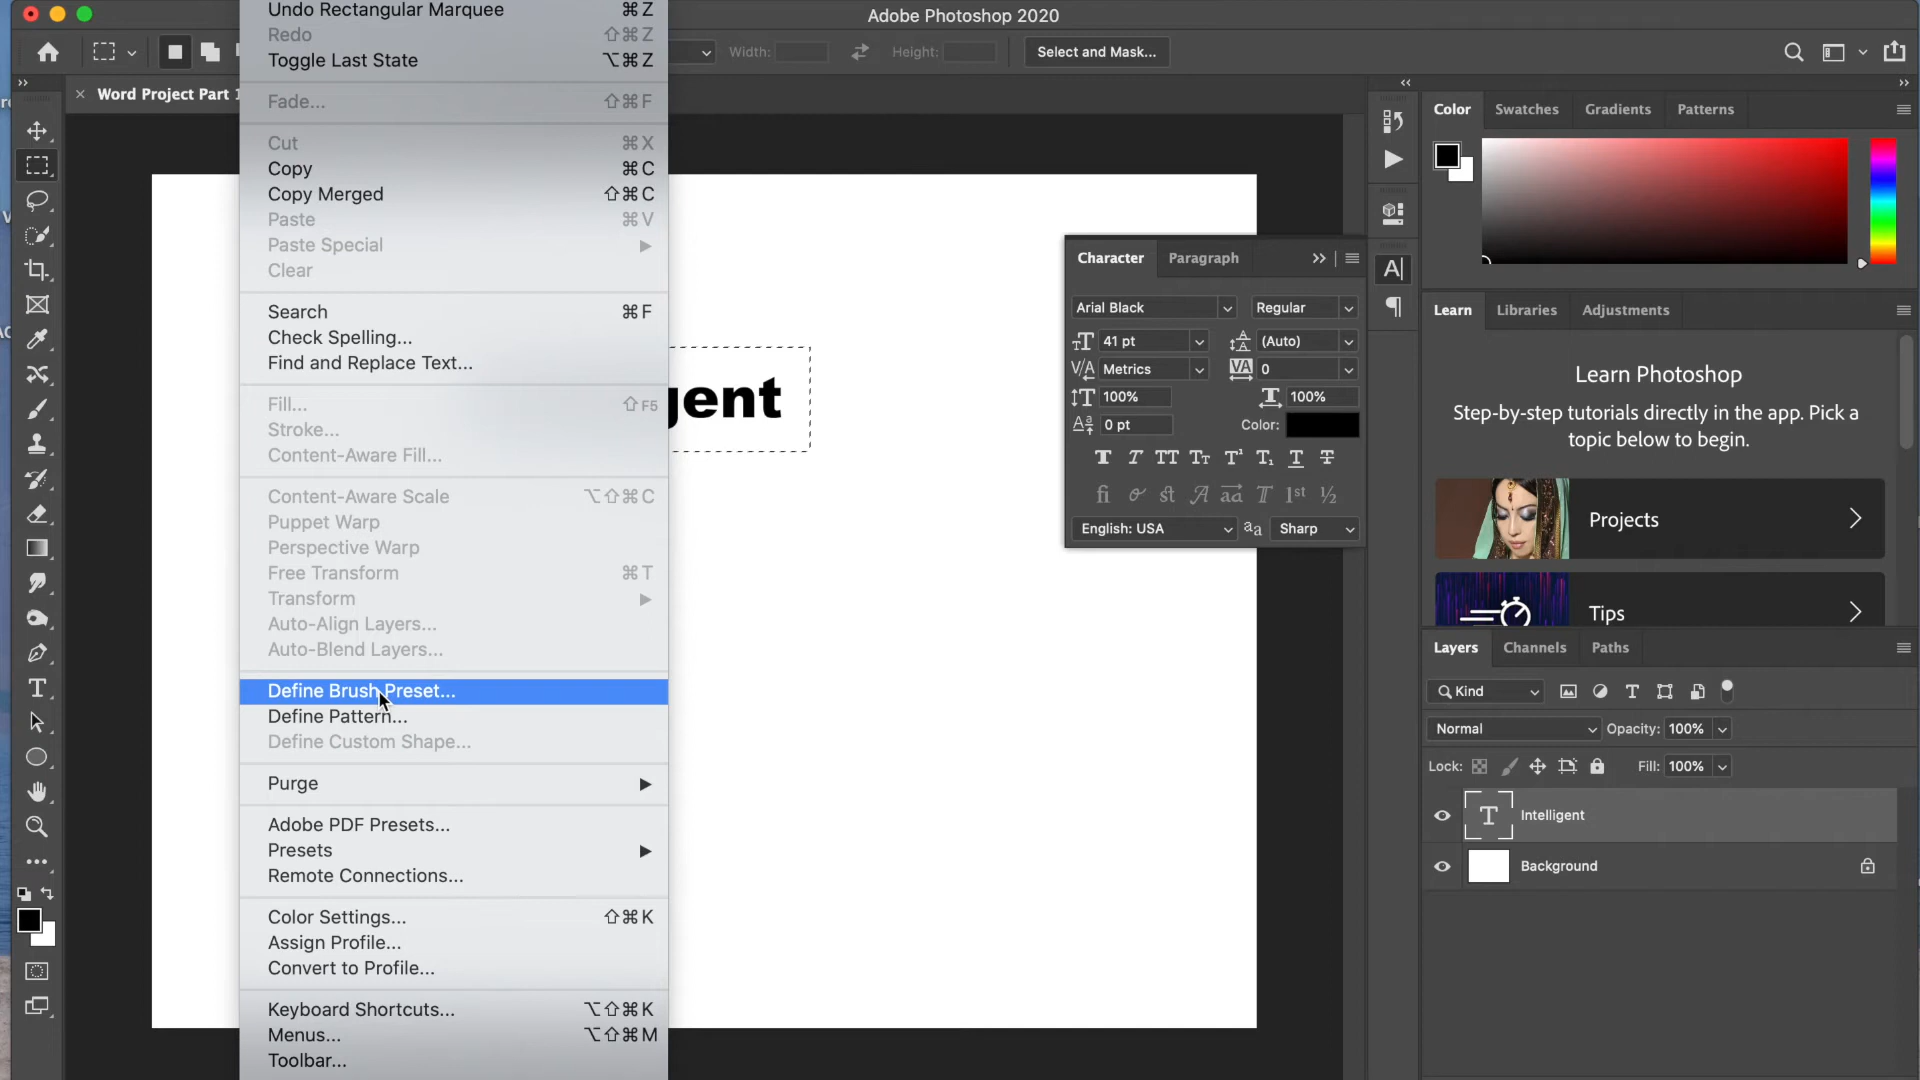 Adobe Photoshop 2020
Undo Rectangular Marquee ⌘Z
Redo ⇧⌘Z
Toggle Last State ⌥⌘Z
Fade... ⇧⌘F
Cut ⌘X
Copy ⌘C
Copy Merged ⇧⌘C
Paste ⌘V
Paste Special
Clear
Search ⌘F
Check Spelling...
Find and Replace Text...
Fill... ⇧F5
Stroke...
Content-Aware Fill...
Content-Aware Scale ⌥⇧⌘C
Puppet Warp
Perspective Warp
Free Transform ⌘T
Transform
Auto-Align Layers...
Auto-Blend Layers...
Define Brush Preset...
Define Pattern...
Define Custom Shape...
Purge
Adobe PDF Presets...
Presets
Remote Connections...
Color Settings... ⇧⌘K
Assign Profile...
Convert to Profile...
Keyboard Shortcuts... ⌥⇧⌘K
Menus... ⌥⇧⌘M
Toolbar...
Width: Height: Select and Mask...
Word Project Part 1
gent
Character Paragraph
Arial Black Regular
41 pt (Auto)
Metrics 0
100% 100%
0 pt Color:
English: USA Sharp
Color Swatches Gradients Patterns
Learn Libraries Adjustments
Learn Photoshop
Step-by-step tutorials directly in the app. Pick a
topic below to begin.
Projects
Tips
Layers Channels Paths
Kind
Normal Opacity: 100%
Lock: Fill: 100%
Intelligent
Background